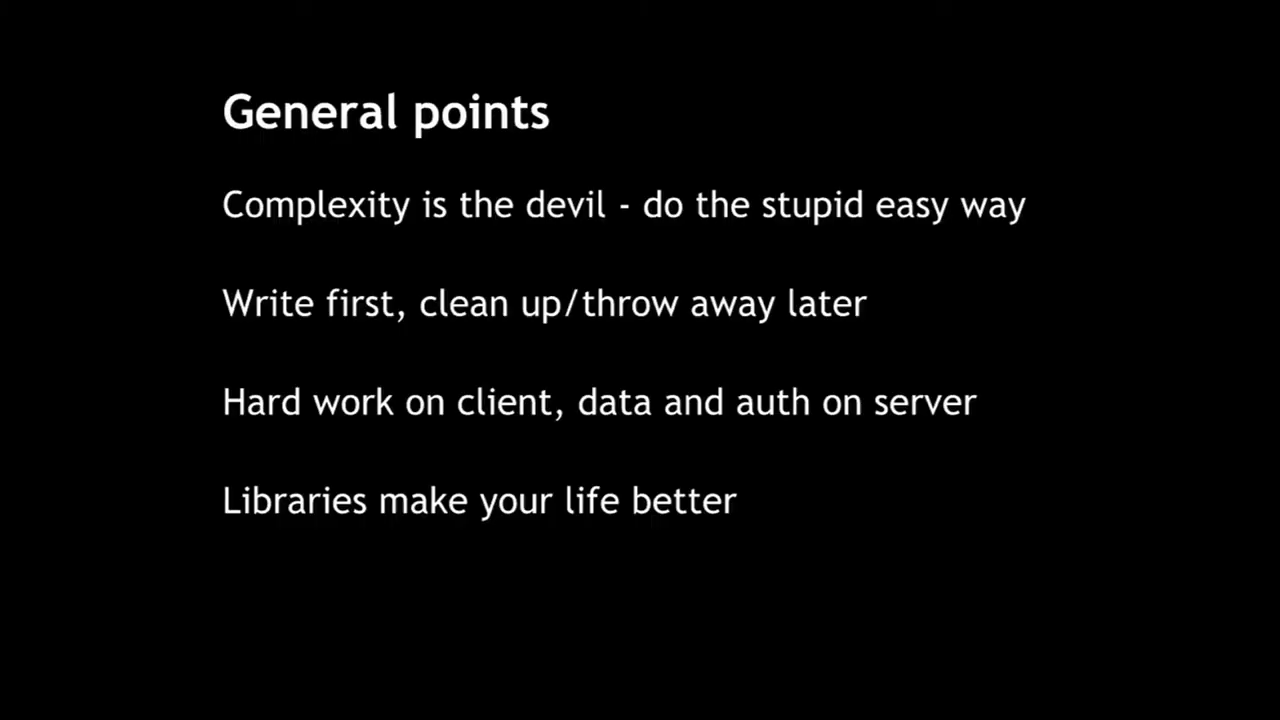 General points
Complexity is the devil - do the stupid easy way
Write first, clean up/throw away later
Hard work on client, data and auth on server
Libraries make your life better